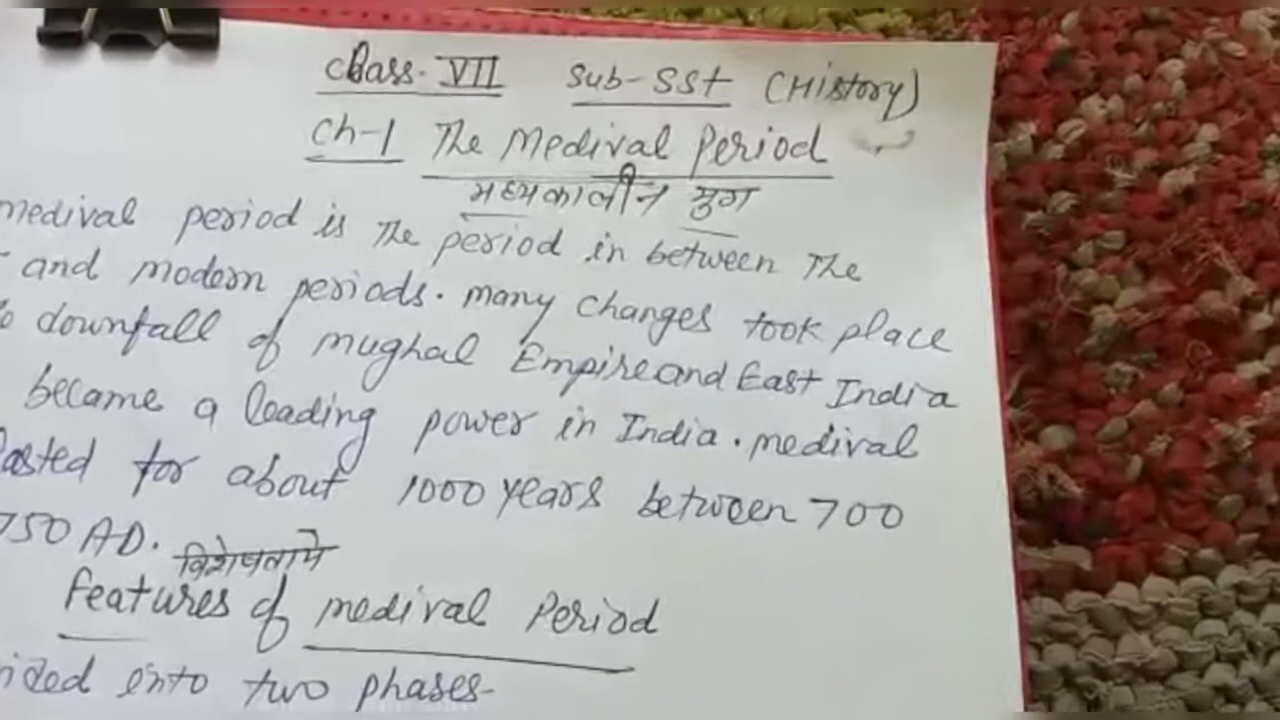 Class-VII Sub-SSt (History)
Ch-1 The Medival Period
मध्यकालीन युग
medival period is The period in between The
and modern periods. many changes took place
downfall of mughal Empire and East India
became a leading power in India. medival
lasted for about 1000 years between 700
750 AD. विशेषताये
Features of medival Period
into two phases-